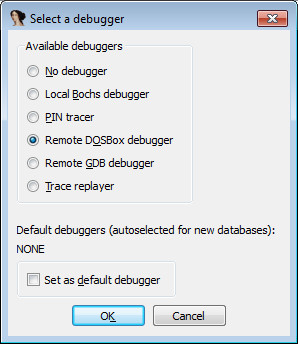 Select a debugger
Available debuggers
No debugger
Local Bochs debugger
PIN tracer
Remote DOSBox debugger
Remote GDB debugger
Trace replayer
Default debuggers (autoselected for new databases):
NONE
Set as default debugger
OK
Cancel